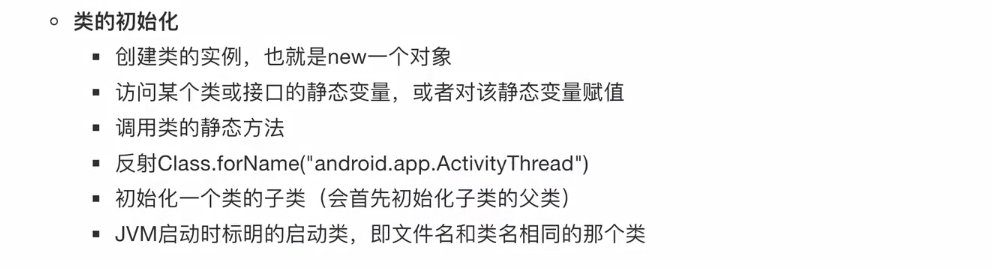 类的初始化
创建类的实例，也就是new一个对象
访问某个类或接口的静态变量，或者对该静态变量赋值
调用类的静态方法
反射Class.forName("android.app.ActivityThread")
初始化一个类的子类（会首先初始化子类的父类）
JVM启动时标明的启动类，即文件名和类名相同的那个类